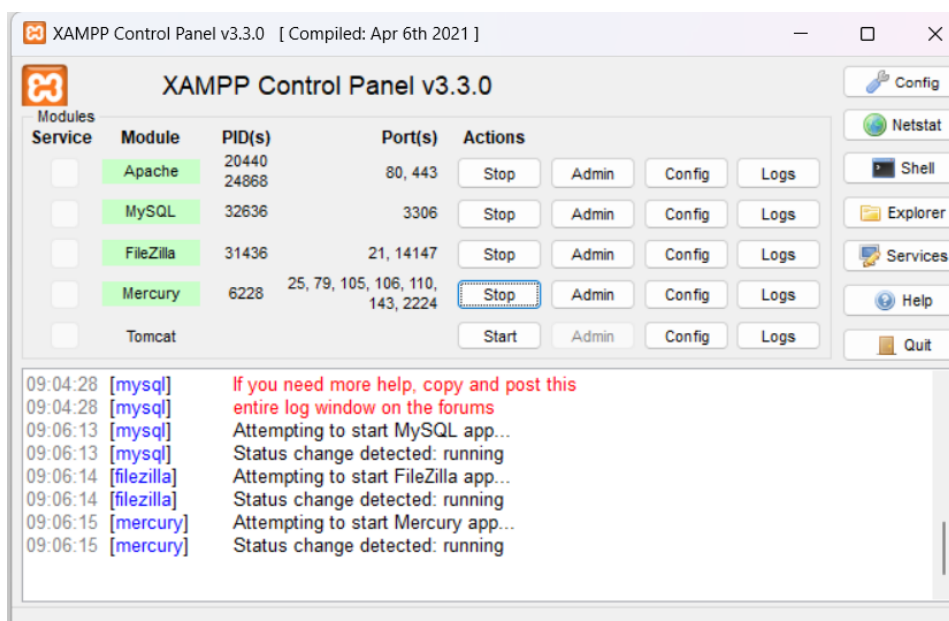 XAMPP Control Panel v3.3.0 [ Compiled: Apr 6th 2021 ]
XAMPP Control Panel v3.3.0
Config
Modules
Service Module PID(s) Port(s) Actions
Netstat
Apache 20440 24868 80, 443 Stop Admin Config Logs
Shell
MySQL 32636 3306 Stop Admin Config Logs
Explorer
FileZilla 31436 21, 14147 Stop Admin Config Logs
Services
Mercury 6228 25, 79, 105, 106, 110, 143, 2224 Stop Admin Config Logs
Help
Tomcat Start Admin Config Logs
Quit
09:04:28 [mysql] If you need more help, copy and post this
09:04:28 [mysql] entire log window on the forums
09:06:13 [mysql] Attempting to start MySQL app...
09:06:13 [mysql] Status change detected: running
09:06:14 [filezilla] Attempting to start FileZilla app...
09:06:14 [filezilla] Status change detected: running
09:06:15 [mercury] Attempting to start Mercury app...
09:06:15 [mercury] Status change detected: running